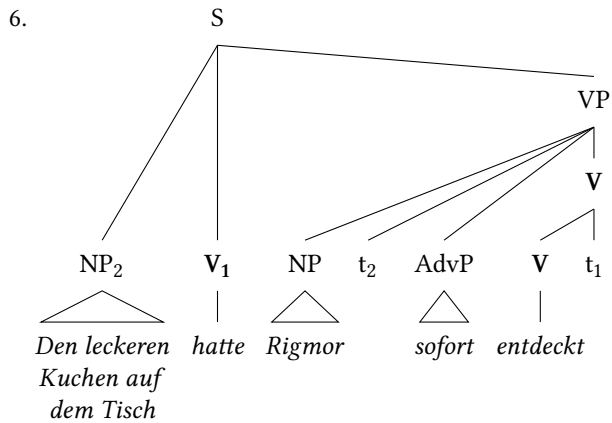 6. S
VP
V
NP₂ V₁ NP t₂ AdvP V t₁
Den leckeren hatte Rigmor sofort entdeckt
Kuchen auf
dem Tisch